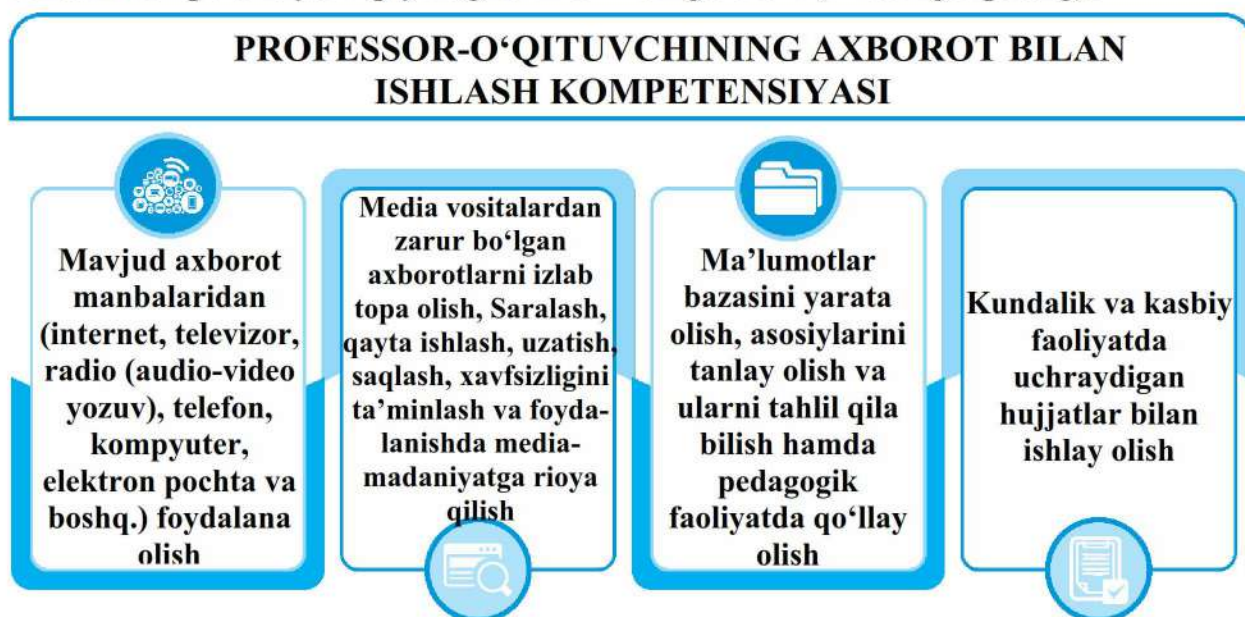 PROFESSOR-O‘QITUVCHINING AXBOROT BILAN
ISHLASH KOMPETENSIYASI
Mavjud axborot
manbalaridan
(internet, televizor,
radio (audio-video
yozuv), telefon,
kompyuter,
elektron pochta va
boshq.) foydalana
olish
Media vositalardan
zarur bo‘lgan
axborotlarni izlab
topa olish, Saralash,
qayta ishlash, uzatish,
saqlash, xavfsizligini
ta’minlash va foyda-
lanishda media-
madaniyatga rioya
qilish
Ma’lumotlar
bazasini yarata
olish, asosiylarini
tanlay olish va
ularni tahlil qila
bilish hamda
pedagogik
faoliyatda qo‘llay
olish
Kundalik va kasbiy
faoliyatda
uchraydigan
hujjatlar bilan
ishlay olish